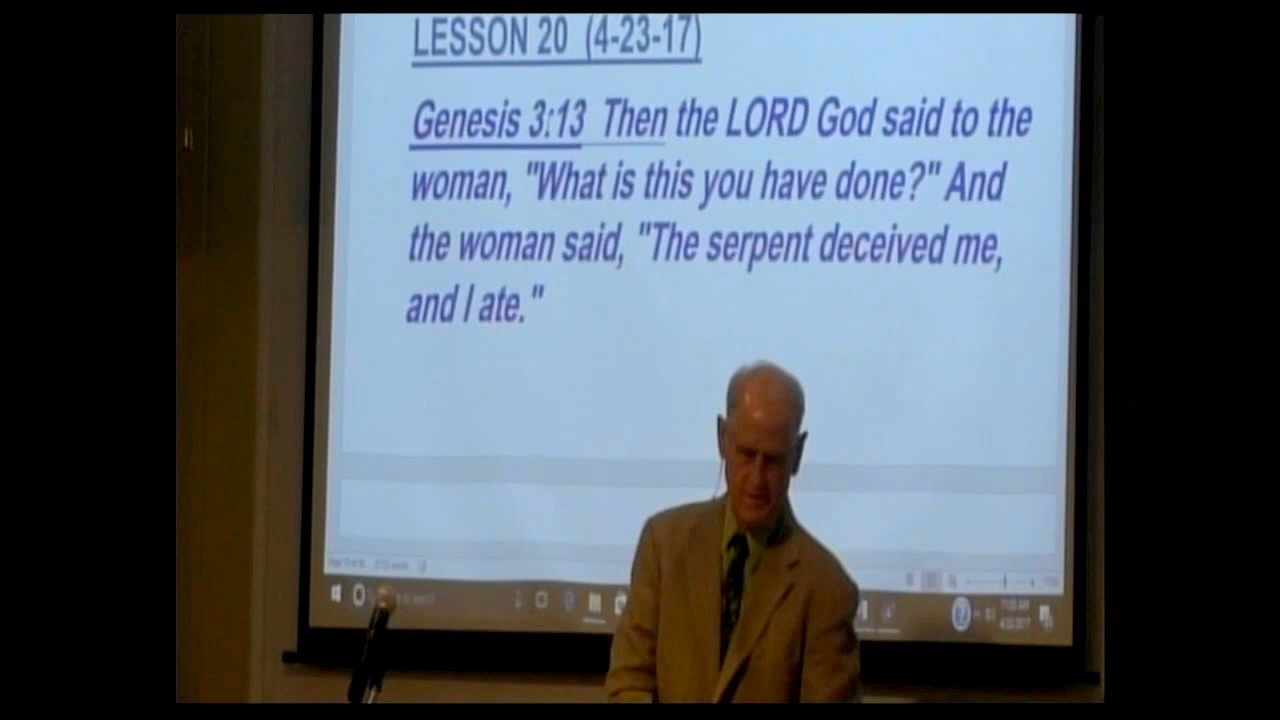 LESSON 20 (4-23-17)
Genesis 3:13 Then the LORD God said to the
woman, "What is this you have done?" And
the woman said, "The serpent deceived me,
and I ate."